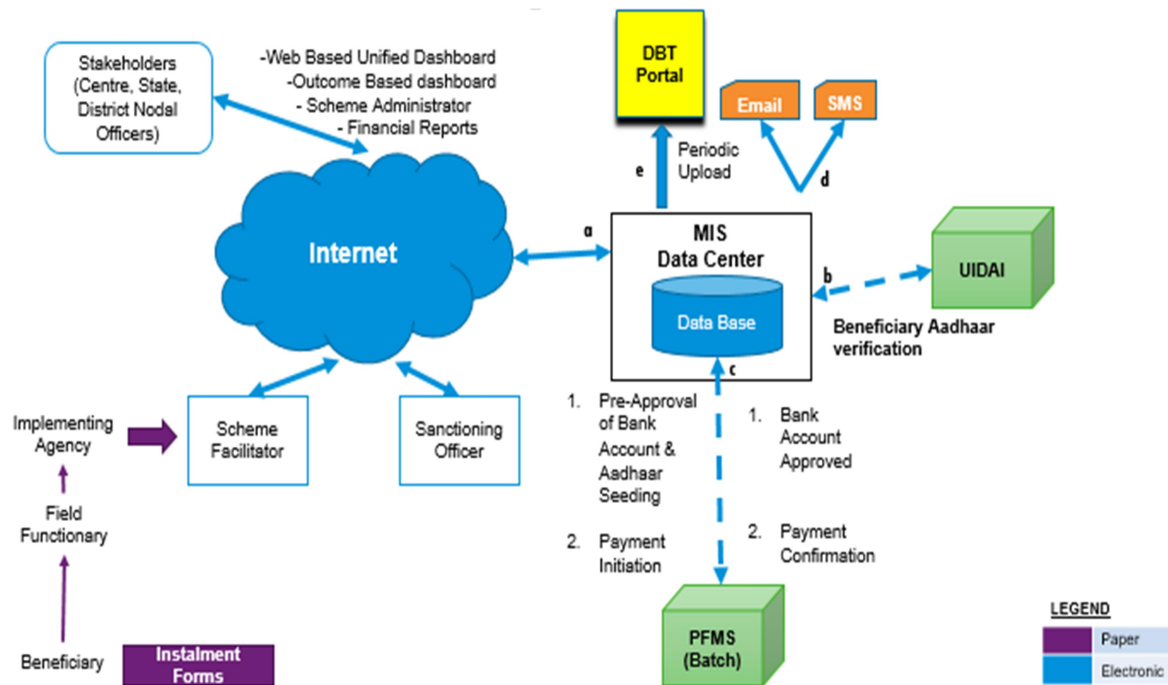 Stakeholders
(Centre, State,
District Nodal
Officers)
-Web Based Unified Dashboard
-Outcome Based dashboard
- Scheme Administrator
- Financial Reports
DBT
Portal
Email
SMS
e
Periodic
Upload
d
Internet
a
MIS
Data Center
Data Base
b
UIDAI
Beneficiary Aadhaar
verification
c
Implementing
Agency
Scheme
Facilitator
Sanctioning
Officer
1. Pre-Approval
of Bank
Account &
Aadhaar
Seeding
2. Payment
Initiation
1. Bank
Account
Approved
2. Payment
Confirmation
Field
Functionary
Beneficiary
Instalment
Forms
PFMS
(Batch)
LEGEND
Paper
Electronic